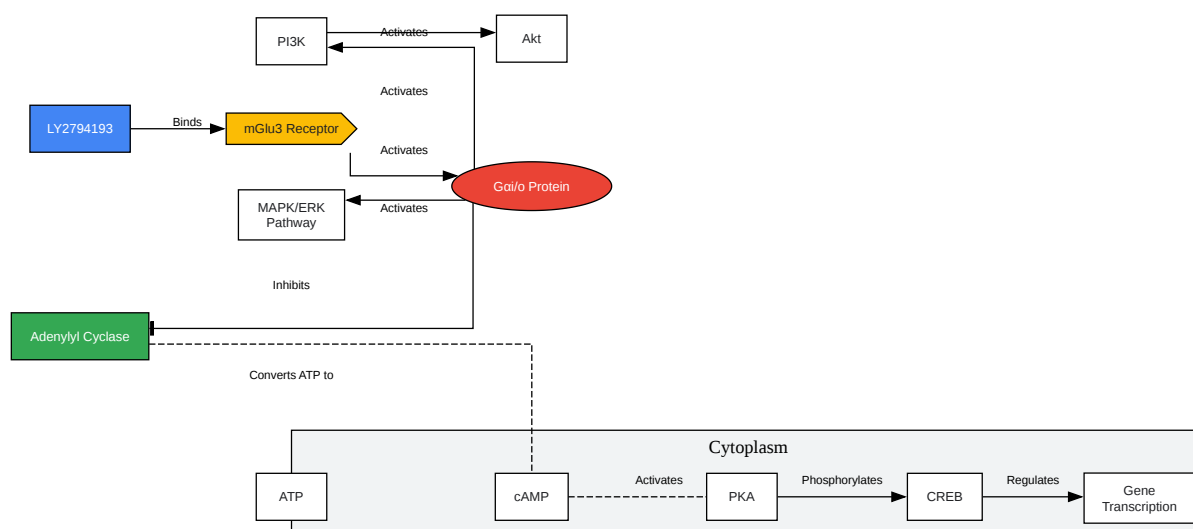 PI3K
Activates
Akt
Activates
LY2794193
Binds
mGlu3 Receptor
Activates
Gαi/o Protein
MAPK/ERK
Pathway
Activates
Inhibits
Adenylyl Cyclase
Converts ATP to
Cytoplasm
ATP
cAMP
Activates
PKA
Phosphorylates
CREB
Regulates
Gene
Transcription